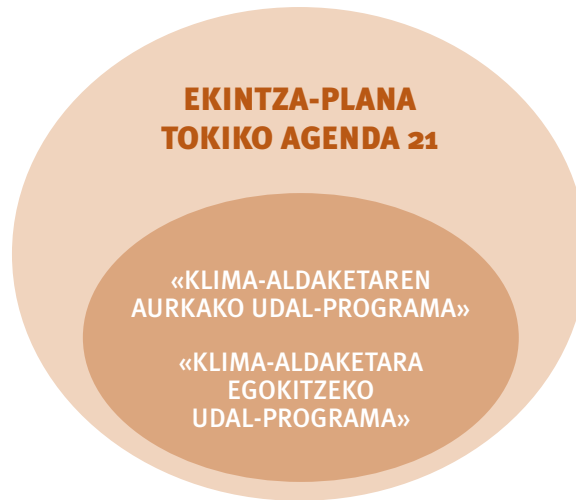 EKINTZA-PLANA
TOKIKO AGENDA 21
«KLIMA-ALDAKETAREN
AURKAKO UDAL-PROGRAMA»
«KLIMA-ALDAKETARA
EGOKITZEKO
UDAL-PROGRAMA»